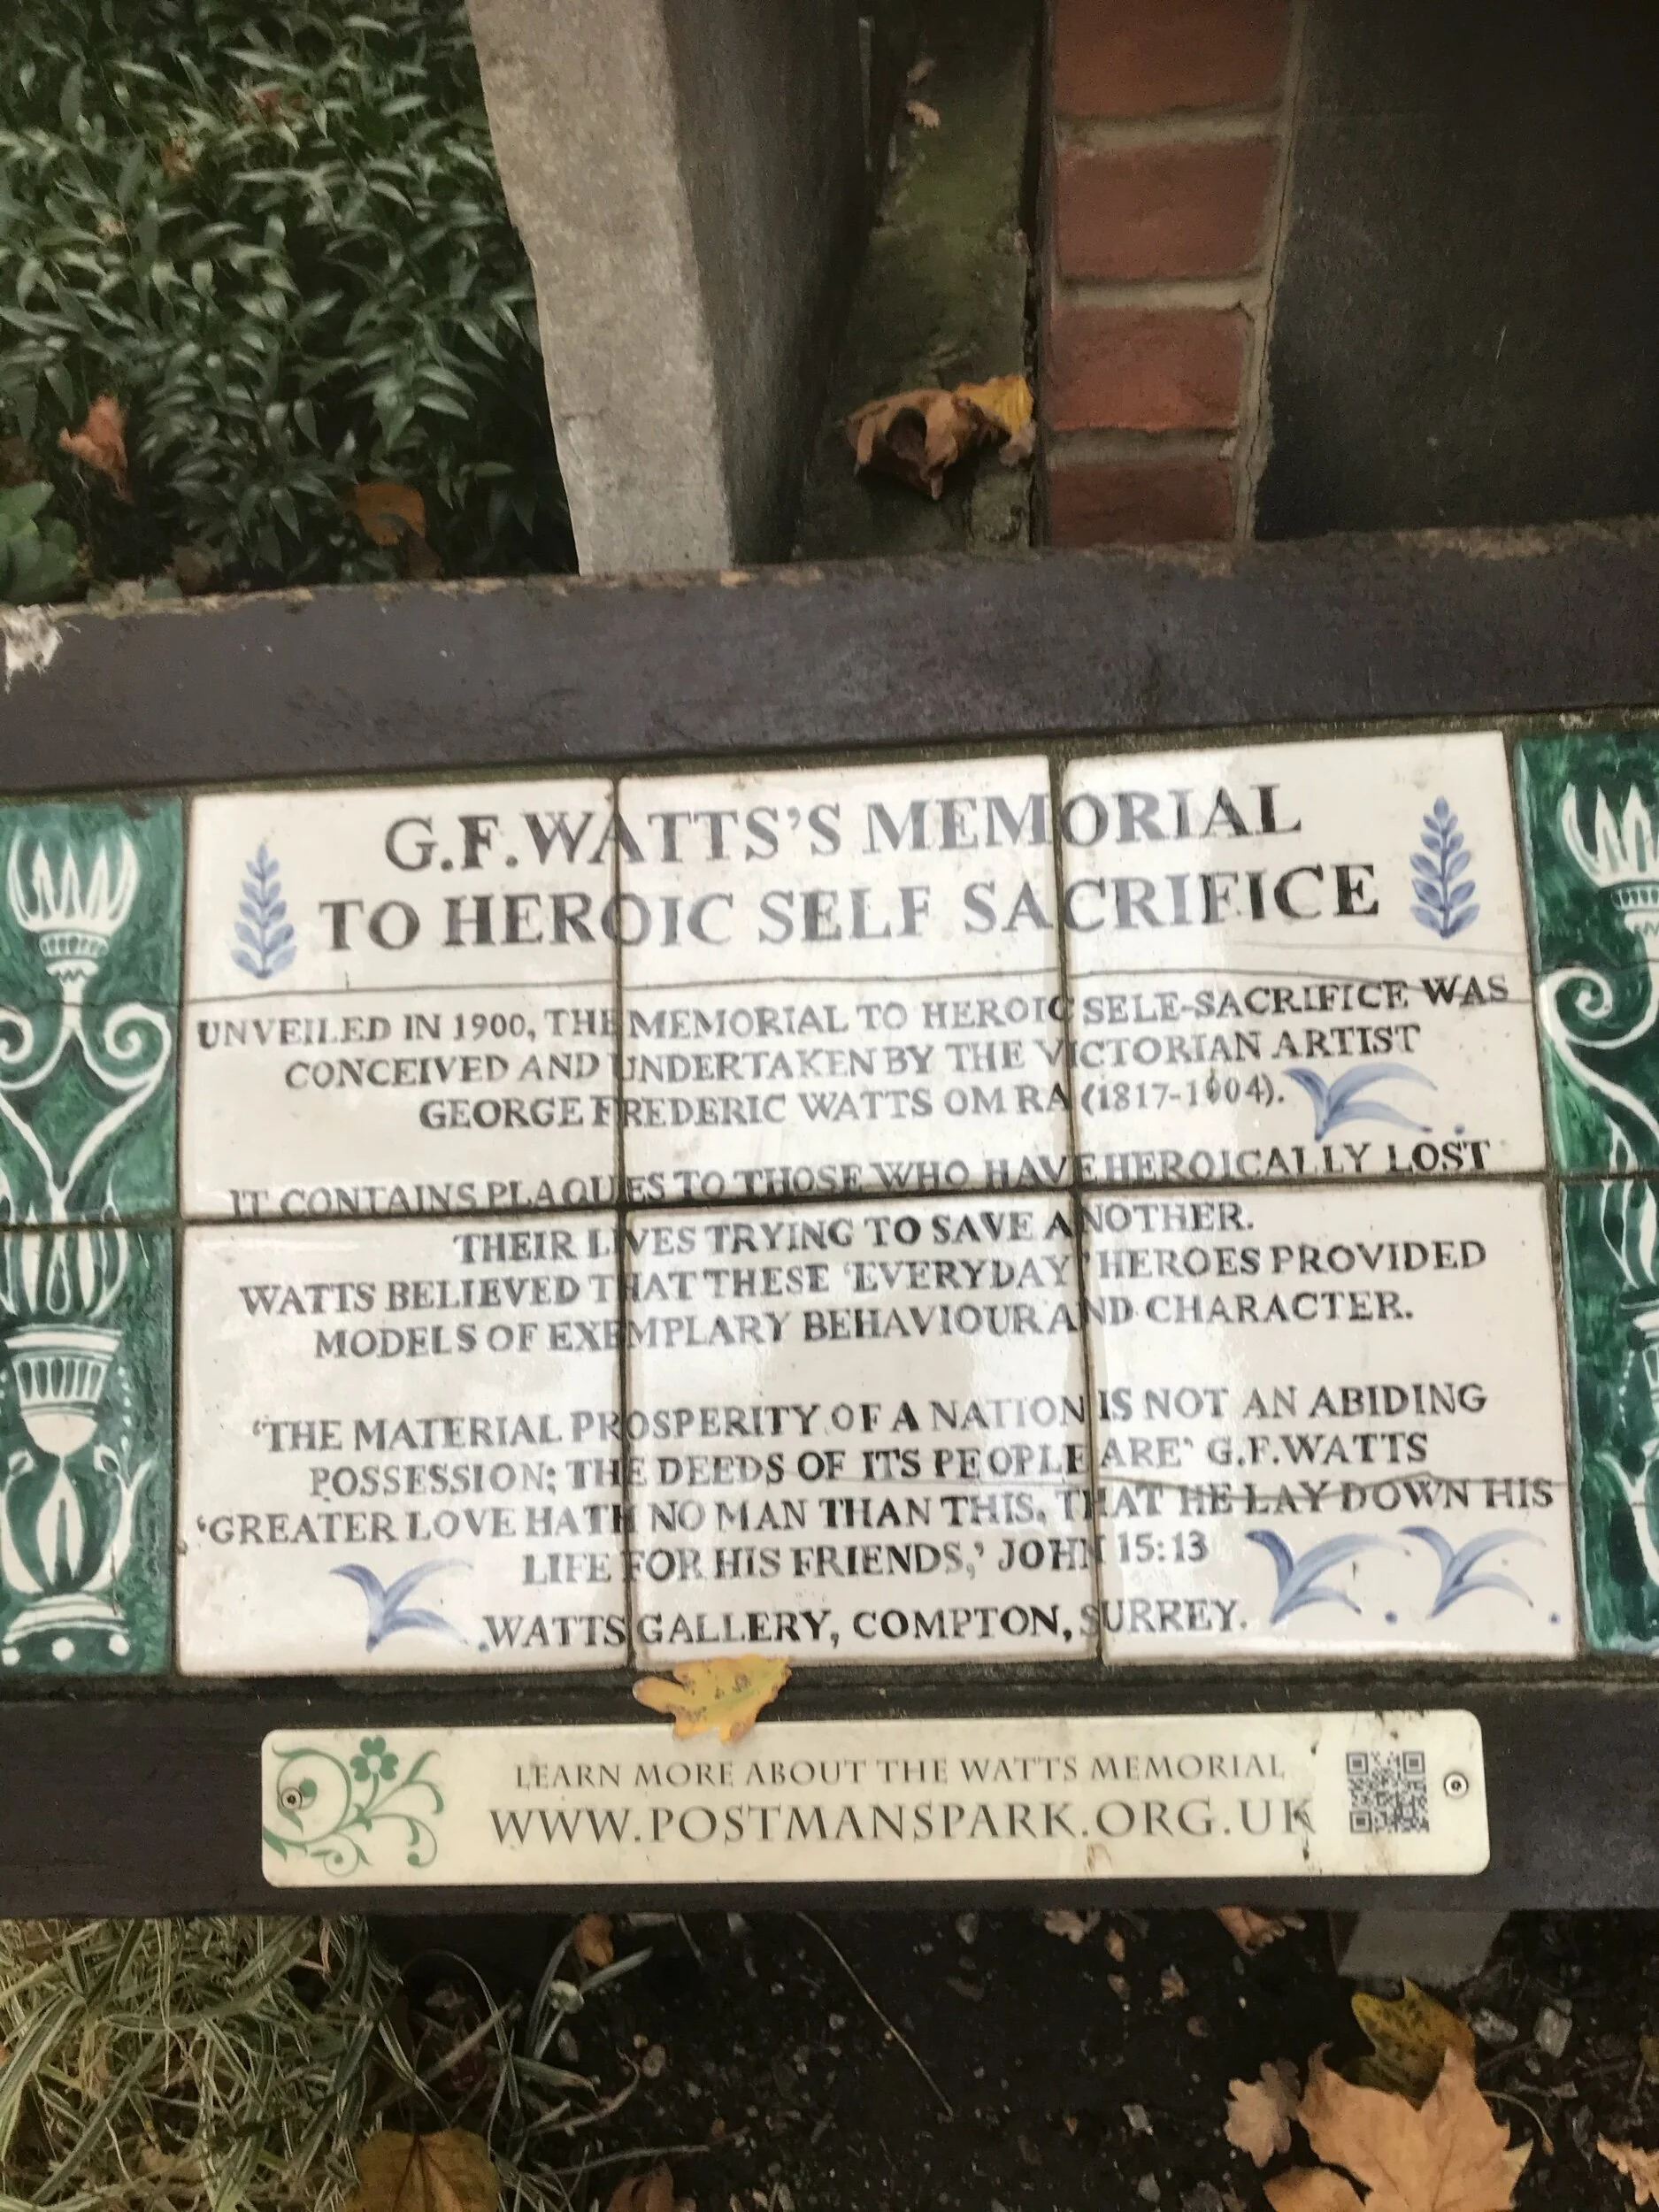 G.F.WATTS'S MEMORIAL
TO HEROIC SELF SACRIFICE
UNVEILED IN 1900, THE MEMORIAL TO HEROIC SELF-SACRIFICE WAS
CONCEIVED AND UNDERTAKEN BY THE VICTORIAN ARTIST
GEORGE FREDERIC WATTS OM RA (1817-1904).
IT CONTAINS PLAQUES TO THOSE WHO HAVE HEROICALLY LOST
THEIR LIVES TRYING TO SAVE ANOTHER.
WATTS BELIEVED THAT THESE 'EVERYDAY' HEROES PROVIDED
MODELS OF EXEMPLARY BEHAVIOUR AND CHARACTER.
'THE MATERIAL PROSPERITY OF A NATION IS NOT AN ABIDING
POSSESSION; THE DEEDS OF ITS PEOPLE ARE' G.F.WATTS
'GREATER LOVE HATH NO MAN THAN THIS, THAT HE LAY DOWN HIS
LIFE FOR HIS FRIENDS,' JOHN 15:13
WATTS GALLERY, COMPTON, SURREY.
LEARN MORE ABOUT THE WATTS MEMORIAL
WWW.POSTMANSPARK.ORG.UK